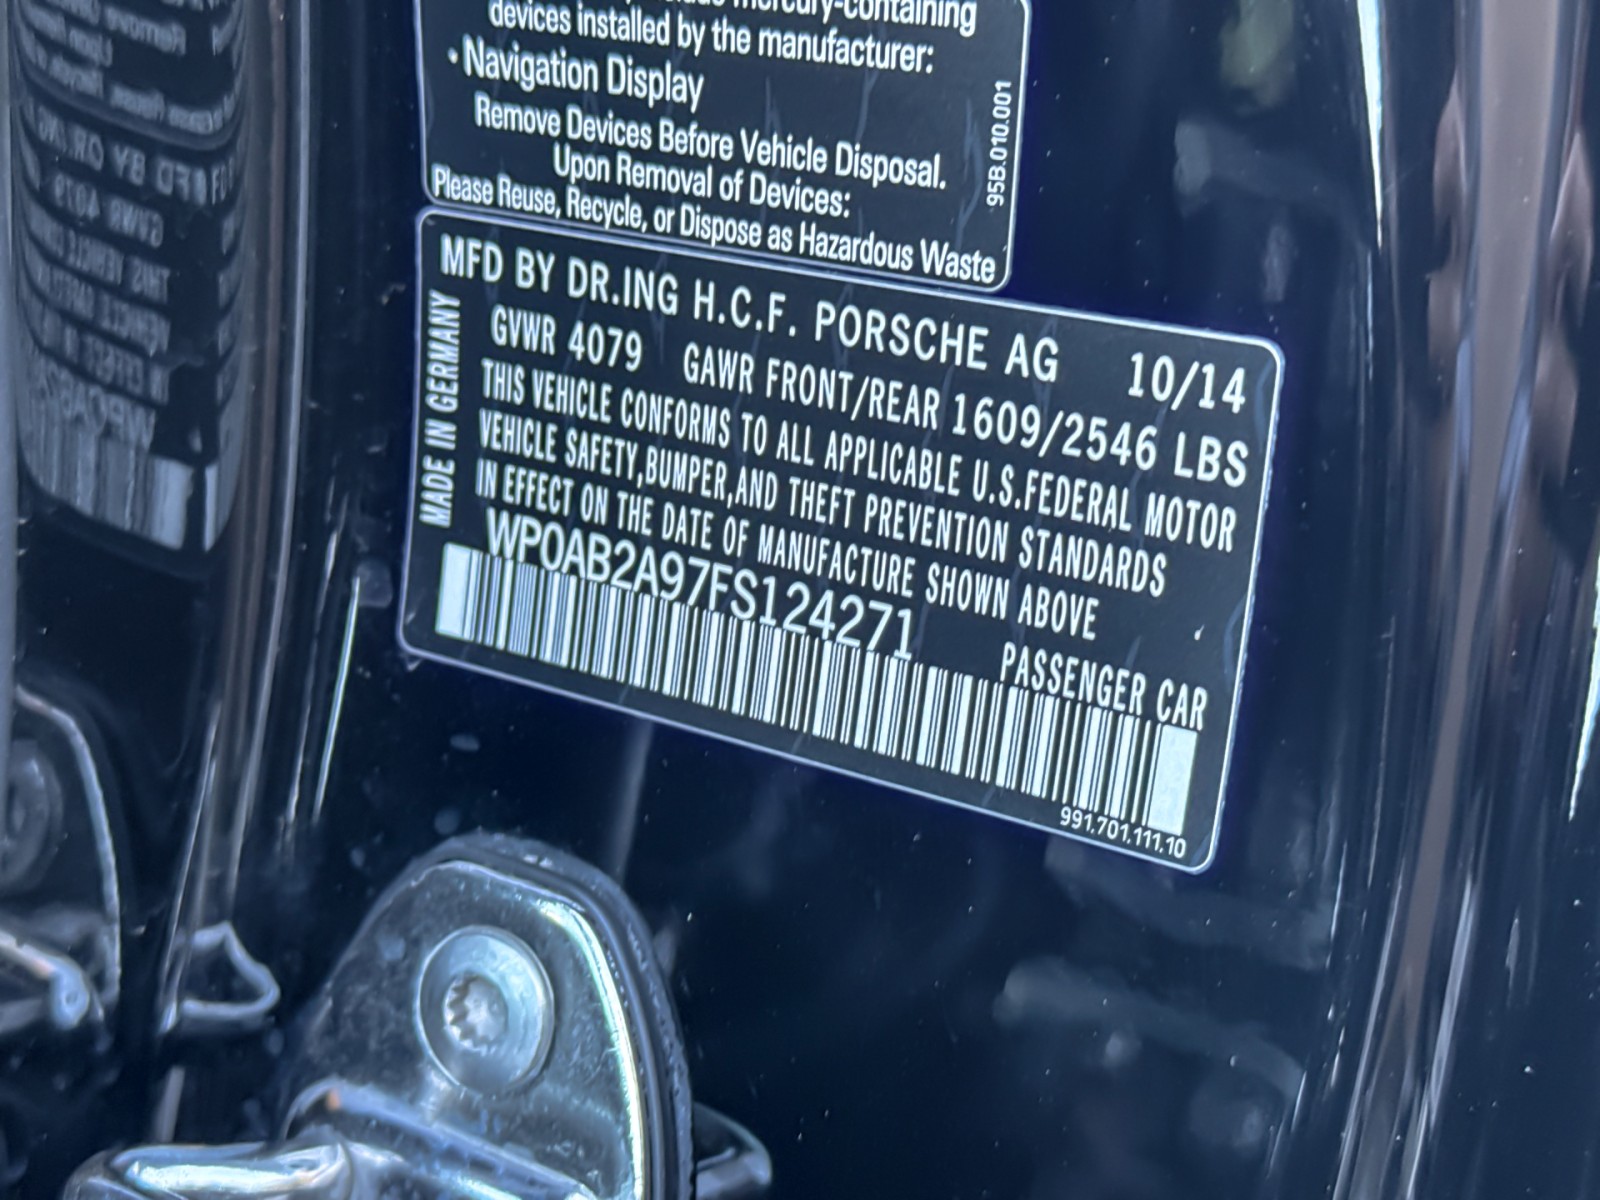 mercury-containing
devices installed by the manufacturer:
• Navigation Display
Remove Devices Before Vehicle Disposal.
Upon Removal of Devices:
Please Reuse, Recycle, or Dispose as Hazardous Waste
95B.010.001
MFD BY DR.ING H.C.F. PORSCHE AG 10/14
GVWR 4079 GAWR FRONT/REAR 1609/2546 LBS
THIS VEHICLE CONFORMS TO ALL APPLICABLE U.S.FEDERAL MOTOR
VEHICLE SAFETY,BUMPER,AND THEFT PREVENTION STANDARDS
IN EFFECT ON THE DATE OF MANUFACTURE SHOWN ABOVE
MADE IN GERMANY
WP0AB2A97FS124271
PASSENGER CAR
991.701.111.10